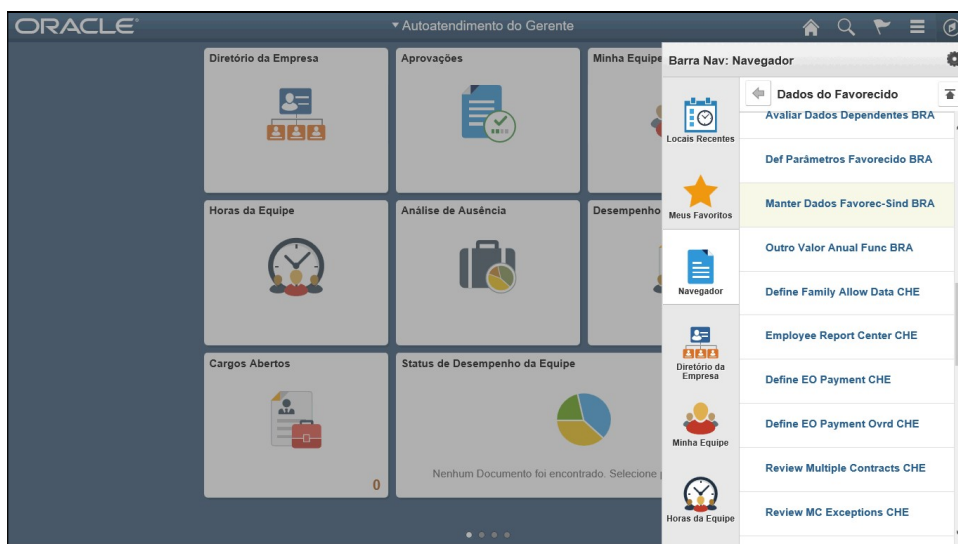 ORACLE
Autoatendimento do Gerente
Diretório da Empresa
Aprovações
Minha Equipe
Horas da Equipe
Análise de Ausência
Desempenho
Cargos Abertos
0
Status de Desempenho da Equipe
Nenhum Documento foi encontrado. Selecione
Barra Nav: Navegador
Locais Recentes
Meus Favoritos
Navegador
Diretório da
Empresa
Minha Equipe
Horas da Equipe
Dados do Favorecido
Avaliar Dados Dependentes BRA
Def Parâmetros Favorecido BRA
Manter Dados Favorec-Sind BRA
Outro Valor Anual Func BRA
Define Family Allow Data CHE
Employee Report Center CHE
Define EO Payment CHE
Define EO Payment Ovrd CHE
Review Multiple Contracts CHE
Review MC Exceptions CHE